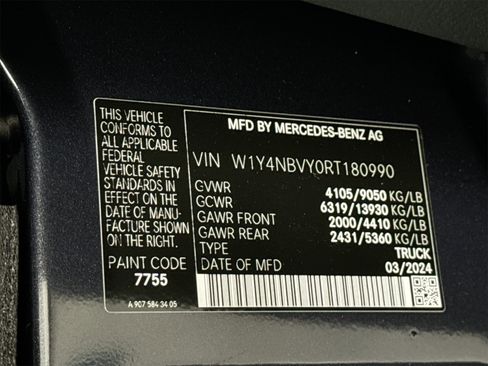 THIS VEHICLE
CONFORMS TO
ALL APPLICABLE
FEDERAL
VEHICLE SAFETY
STANDARDS IN
EFFECT ON THE
DATE OF MANU-
FACTURE SHOWN
ON THE RIGHT.
PAINT CODE
7755
A 907 584 34 05
MFD BY MERCEDES-BENZ AG
VIN W1Y4NBVY0RT180990
GVWR 4105/9050 KG/LB
GCWR 6319/13930 KG/LB
GAWR FRONT 2000/4410 KG/LB
GAWR REAR 2431/5360 KG/LB
TYPE TRUCK
DATE OF MFD 03/2024